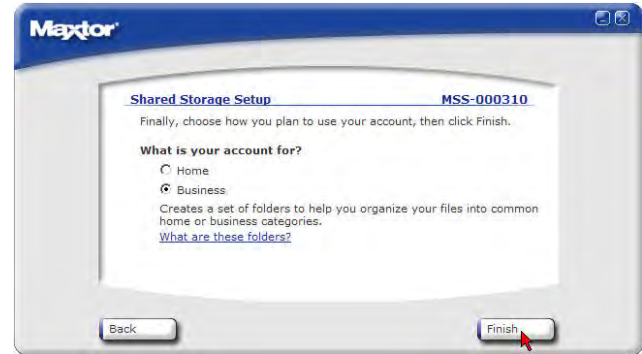 Maxtor
Shared Storage Setup MSS-000310
Finally, choose how you plan to use your account, then click Finish.
What is your account for?
Home
Business
Creates a set of folders to help you organize your files into common
home or business categories.
What are these folders?
Back Finish